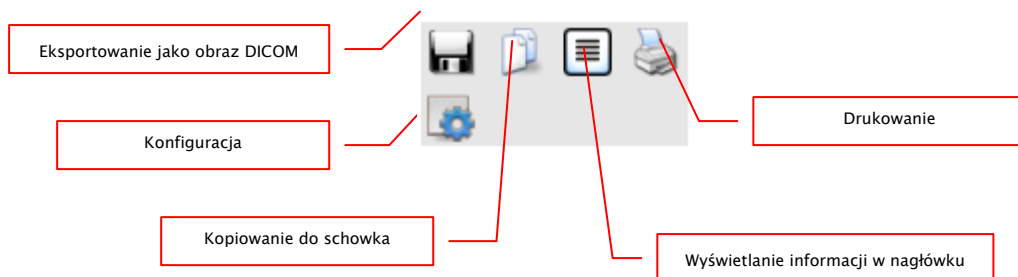 Eksportowanie jako obraz DICOM
Drukowanie
Konfiguracja
Kopiowanie do schowka
Wyświetlanie informacji w nagłówku